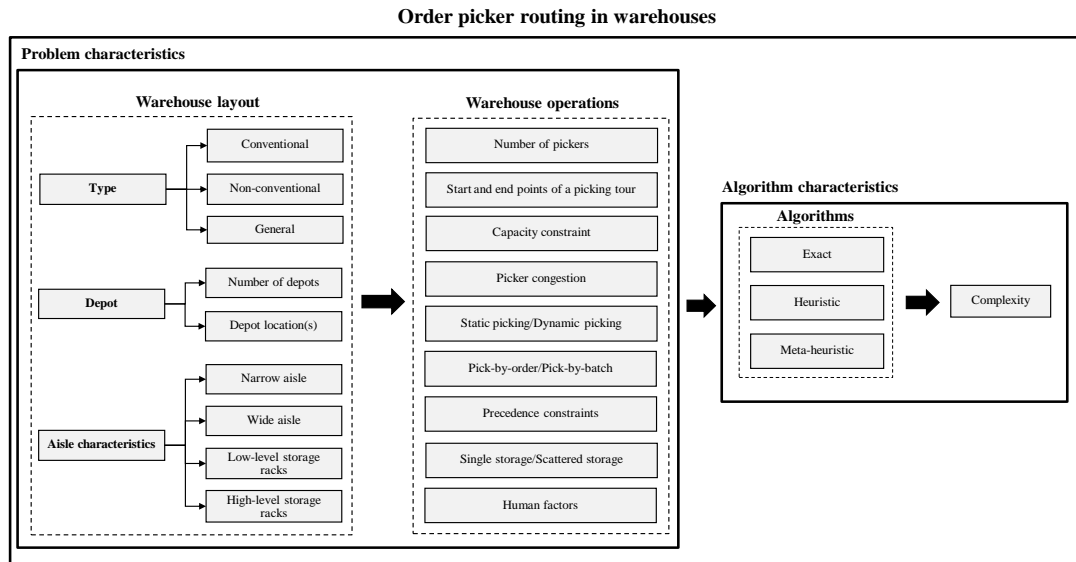 Order picker routing in warehouses
Problem characteristics
Warehouse layout
Type
Conventional
Non-conventional
General
Depot
Number of depots
Depot location(s)
Aisle characteristics
Narrow aisle
Wide aisle
Low-level storage
racks
High-level storage
racks
Warehouse operations
Number of pickers
Start and end points of a picking tour
Capacity constraint
Picker congestion
Static picking/Dynamic picking
Pick-by-order/Pick-by-batch
Precedence constraints
Single storage/Scattered storage
Human factors
Algorithm characteristics
Algorithms
Exact
Heuristic
Meta-heuristic
Complexity